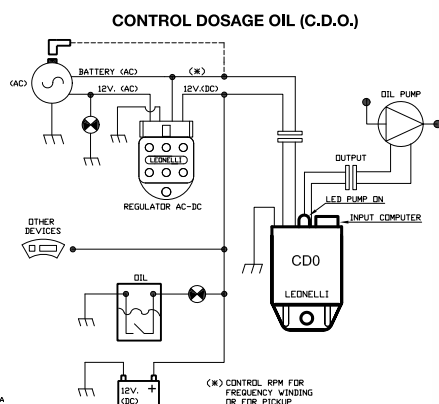 CONTROL DOSAGE OIL (C.D.O.)
BATTERY (AC)
(*)
(AC)
12V. (AC)
12V.(DC)
OIL PUMP
LEONELLI
OUTPUT
REGULATOR AC-DC
LED PUMP ON
INPUT COMPUTER
OTHER
DEVICES
CDO
OIL
LEONELLI
12V. +
(DC)
(*) CONTROL RPM FOR
FREQUENCY WINDING
OR FOR PICKUP
A